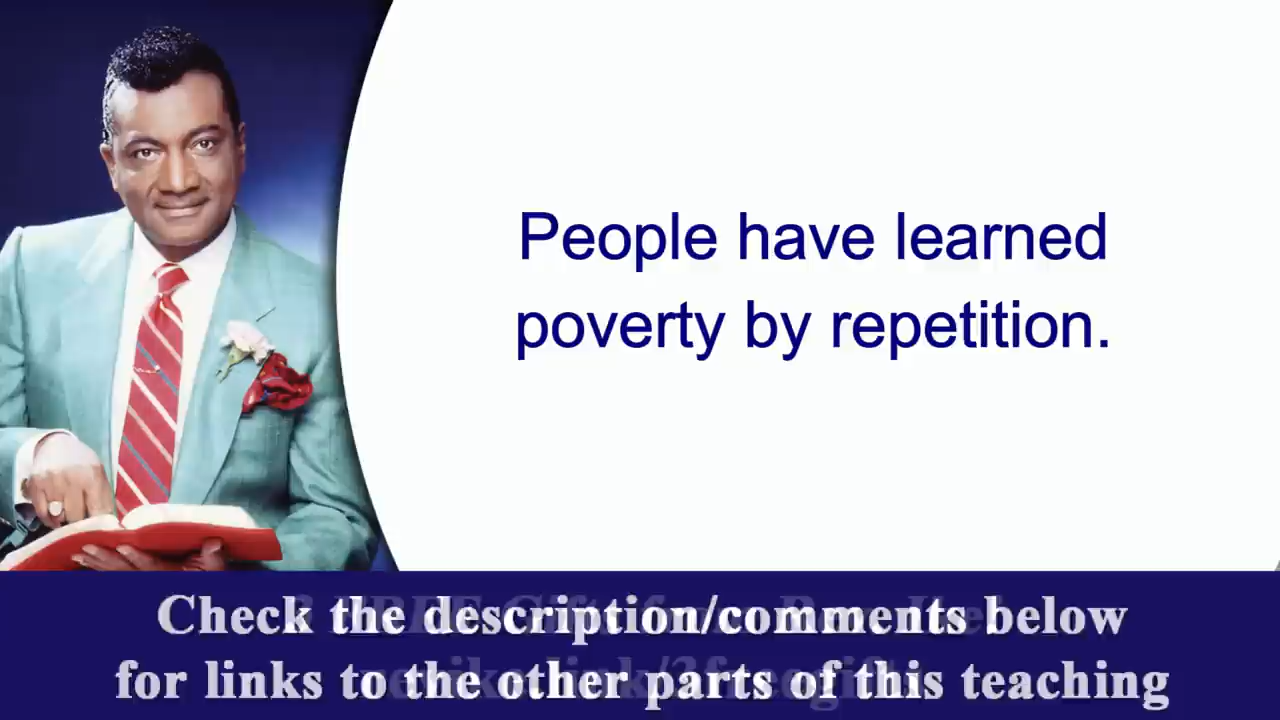 People have learned
poverty by repetition.
Check the description/comments below
for links to the other parts of this teaching